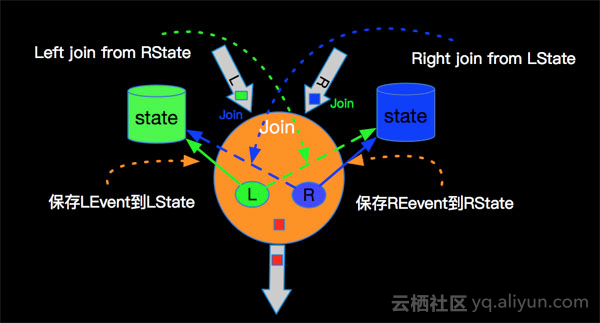 Left join from RState
Right join from LState
L
R
Join
Join
state
state
Join
L
R
保存LEvent到LState
保存REevent到RState
云栖社区 yq.aliyun.com